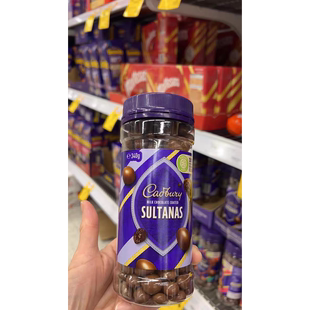 ℮ 340g
Cadbury
MILK CHOCOLATE COATED
SULTANAS